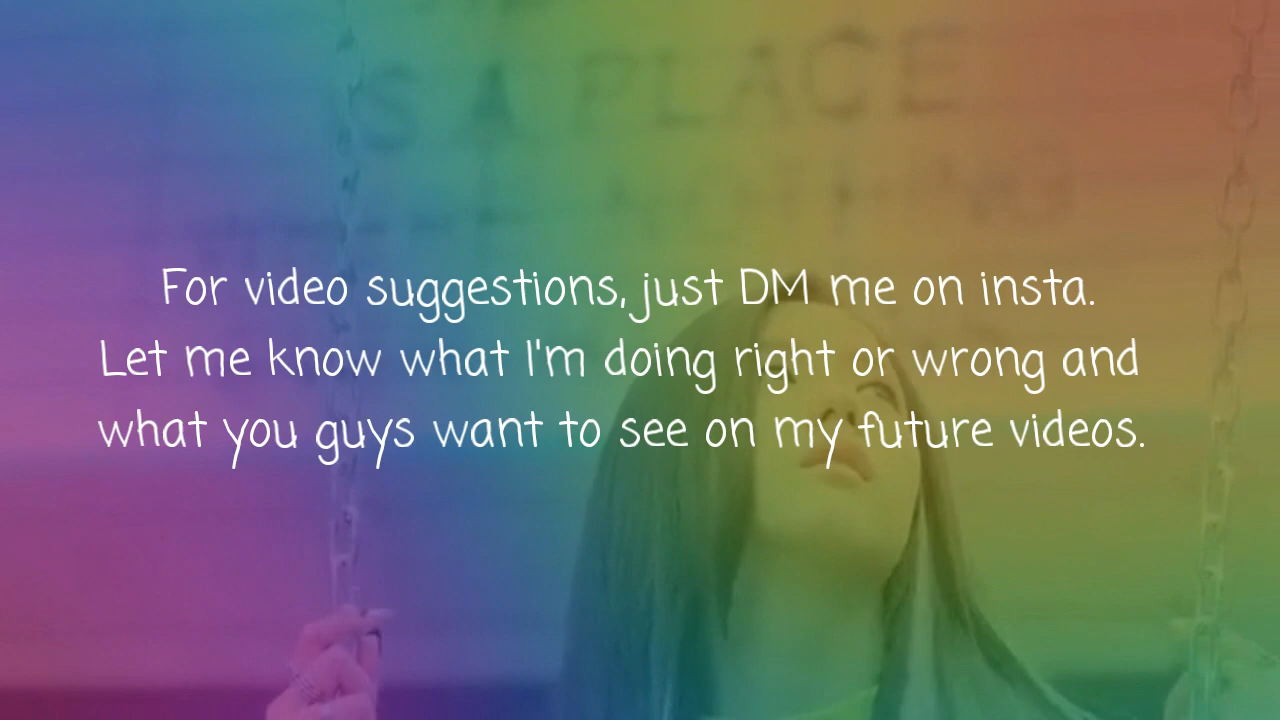 S A PLACE
For video suggestions, just DM me on insta.
Let me know what I'm doing right or wrong and
what you guys want to see on my future videos.